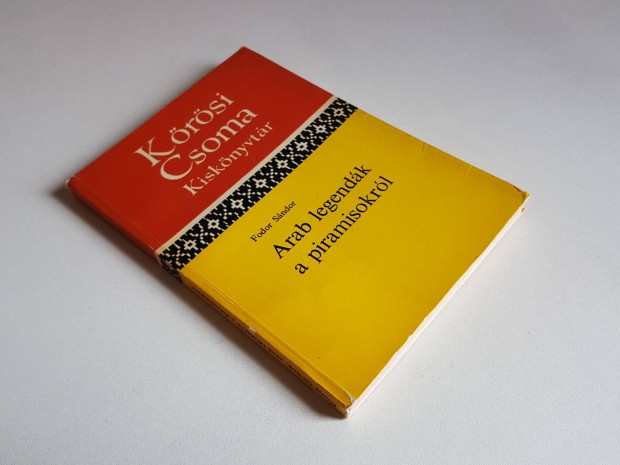 Kőrösi
Csoma
Kiskönyvtár
Fodor Sándor
Arab legendák
a piramisokról